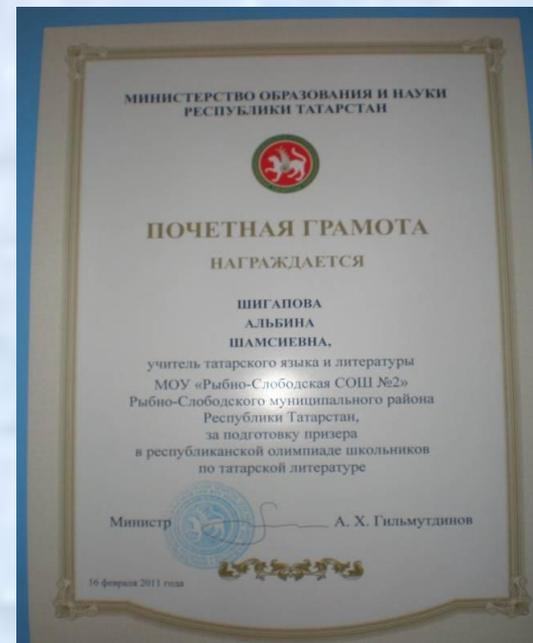 МИНИСТЕРСТВО ОБРАЗОВАНИЯ И НАУКИ
РЕСПУБЛИКИ ТАТАРСТАН
ПОЧЕТНАЯ ГРАМОТА
НАГРАЖДАЕТСЯ
ШИГАПОВА
АЛЬБИНА
ШАМСИЕВНА,
учитель татарского языка и литературы
МОУ «Рыбно-Слободская СОШ №2»
Рыбно-Слободского муниципального района
Республики Татарстан,
за подготовку призера
в республиканской олимпиаде школьников
по татарской литературе
Министр А. Х. Гильмутдинов
16 февраля 2011 года